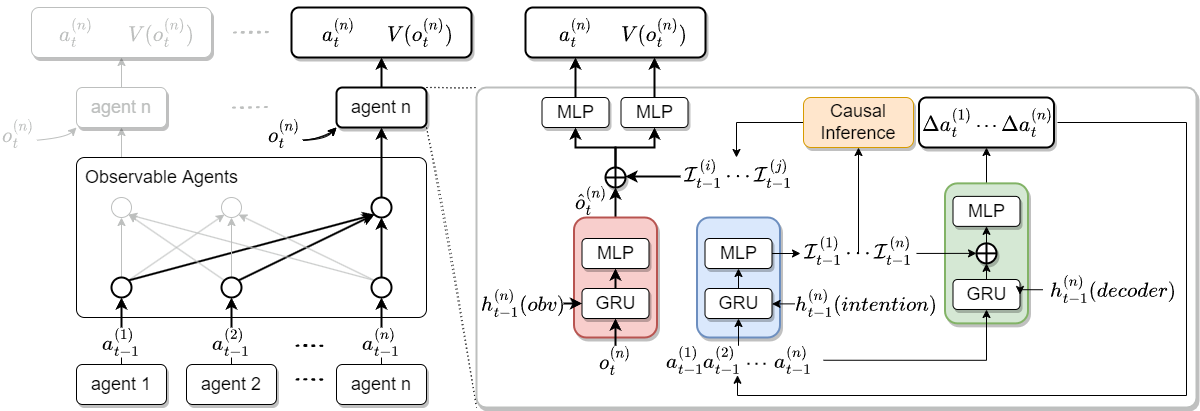 a_t^{(n)} V(o_t^{(n)})
a_t^{(n)} V(o_t^{(n)})
agent n
agent n
o_t^{(n)}
o_t^{(n)}
Observable Agents
a_{t-1}^{(1)}
a_{t-1}^{(2)}
a_{t-1}^{(n)}
agent 1
agent 2
agent n
a_t^{(n)} V(o_t^{(n)})
MLP
MLP
Causal
Inference
Δa_t^{(1)} ⋯ Δa_t^{(n)}
I_{t-1}^{(i)} ⋯ I_{t-1}^{(j)}
ô_t^{(n)}
MLP
GRU
h_{t-1}^{(n)}(obv)
o_t^{(n)}
MLP
GRU
I_{t-1}^{(1)} ⋯ I_{t-1}^{(n)}
h_{t-1}^{(n)}(intention)
a_{t-1}^{(1)} a_{t-1}^{(2)} ⋯ a_{t-1}^{(n)}
MLP
GRU
h_{t-1}^{(n)}(decoder)